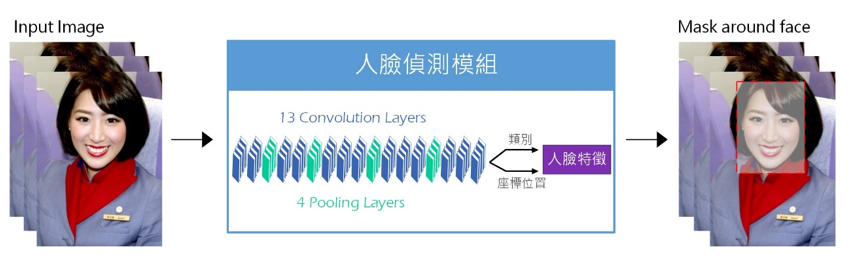 Input Image
人臉偵測模組
Mask around face
13 Convolution Layers
類別
人臉特徵
座標位置
4 Pooling Layers